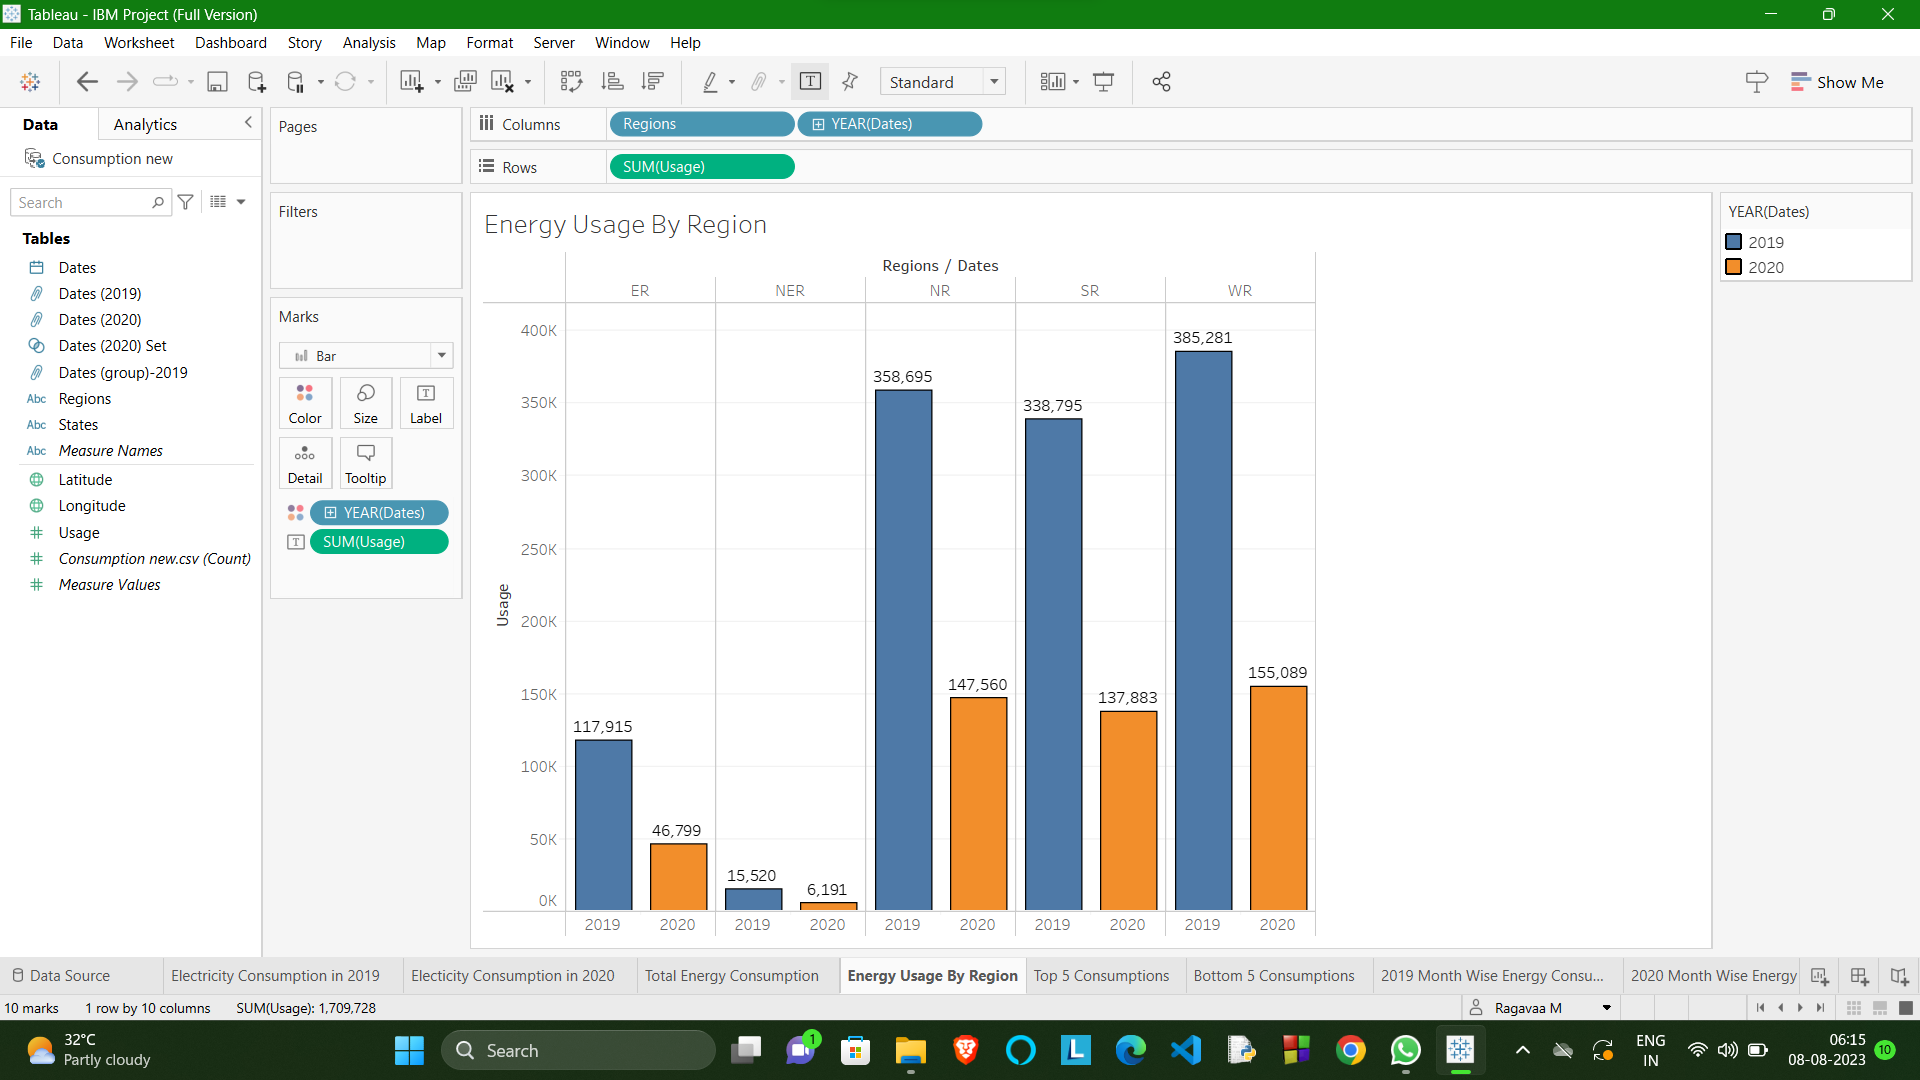 Tableau - IBM Project (Full Version)
File Data Worksheet Dashboard Story Analysis Map Format Server Window Help
Standard
Show Me
Data Analytics
Consumption new
Search
Tables
Dates
Dates (2019)
Dates (2020)
Dates (2020) Set
Dates (group)-2019
Abc Regions
Abc States
Abc Measure Names
Latitude
Longitude
Usage
Consumption new.csv (Count)
Measure Values
Pages
Filters
Marks
Bar
Color Size Label
Detail Tooltip
YEAR(Dates)
SUM(Usage)
Columns Regions YEAR(Dates)
Rows SUM(Usage)
Energy Usage By Region
Regions / Dates
ER NER NR SR WR
Usage
400K
350K
300K
250K
200K
150K
100K
50K
0K
117,915
46,799
15,520
6,191
358,695
147,560
338,795
137,883
385,281
155,089
2019 2020 2019 2020 2019 2020 2019 2020 2019 2020
YEAR(Dates)
2019
2020
Data Source Electricity Consumption in 2019 Electicity Consumption in 2020 Total Energy Consumption Energy Usage By Region Top 5 Consumptions Bottom 5 Consumptions 2019 Month Wise Energy Consu... 2020 Month Wise Energy
10 marks 1 row by 10 columns SUM(Usage): 1,709,728 Ragavaa M
32°C
Partly cloudy
Search
1
L
ENG
IN
06:15
08-08-2023
10